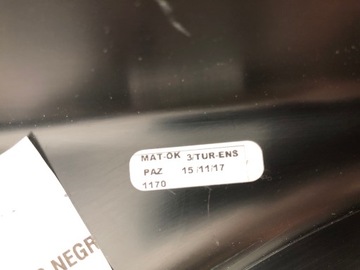 MAT-OK 3/TUR-ENS
PAZ 15/11/17
1170
NEGR